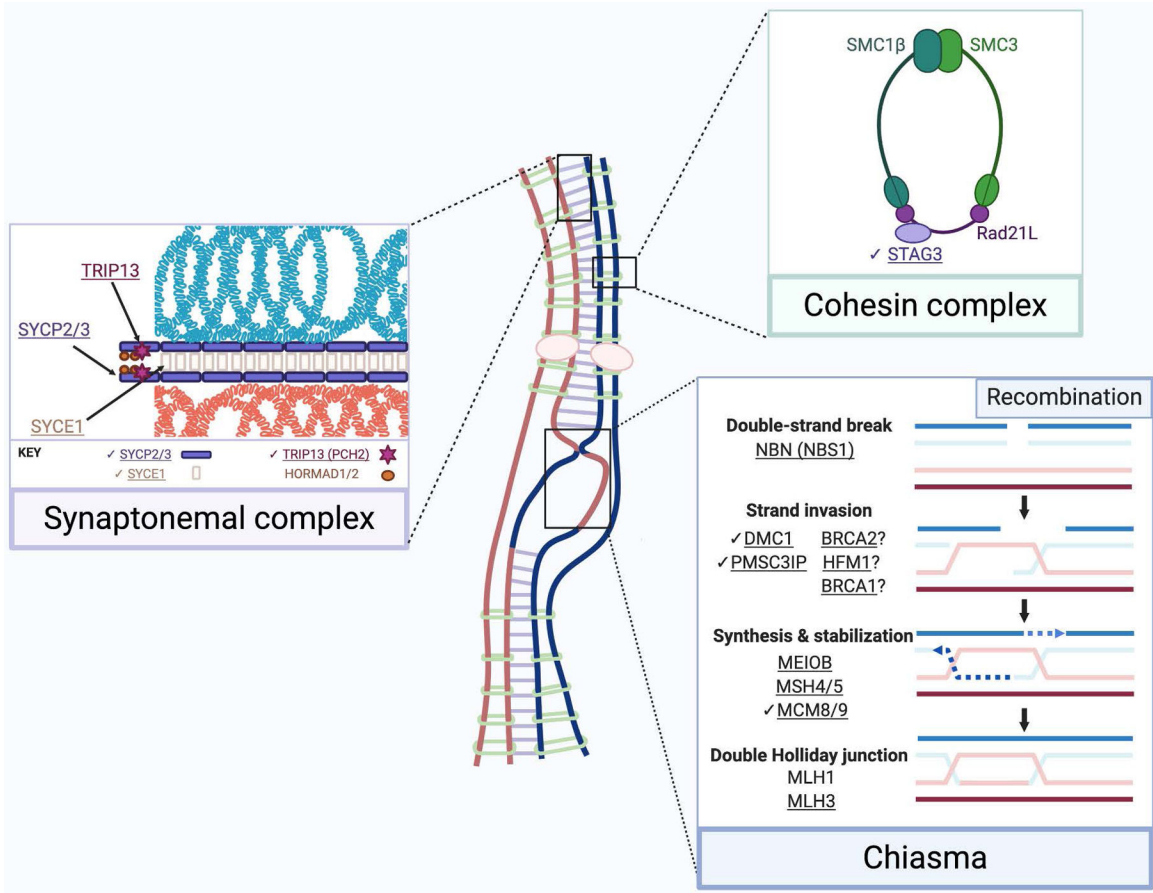 SMC1β
SMC3
Rad21L
✓ STAG3
Cohesin complex
TRIP13
SYCP2/3
SYCE1
KEY
✓ SYCP2/3
✓ TRIP13 (PCH2)
✓ SYCE1
HORMAD1/2
Synaptonemal complex
Recombination
Double-strand break
NBN (NBS1)
Strand invasion
✓DMC1 BRCA2?
✓PMSC3IP HFM1?
BRCA1?
Synthesis & stabilization
MEIOB
MSH4/5
✓MCM8/9
Double Holliday junction
MLH1
MLH3
Chiasma